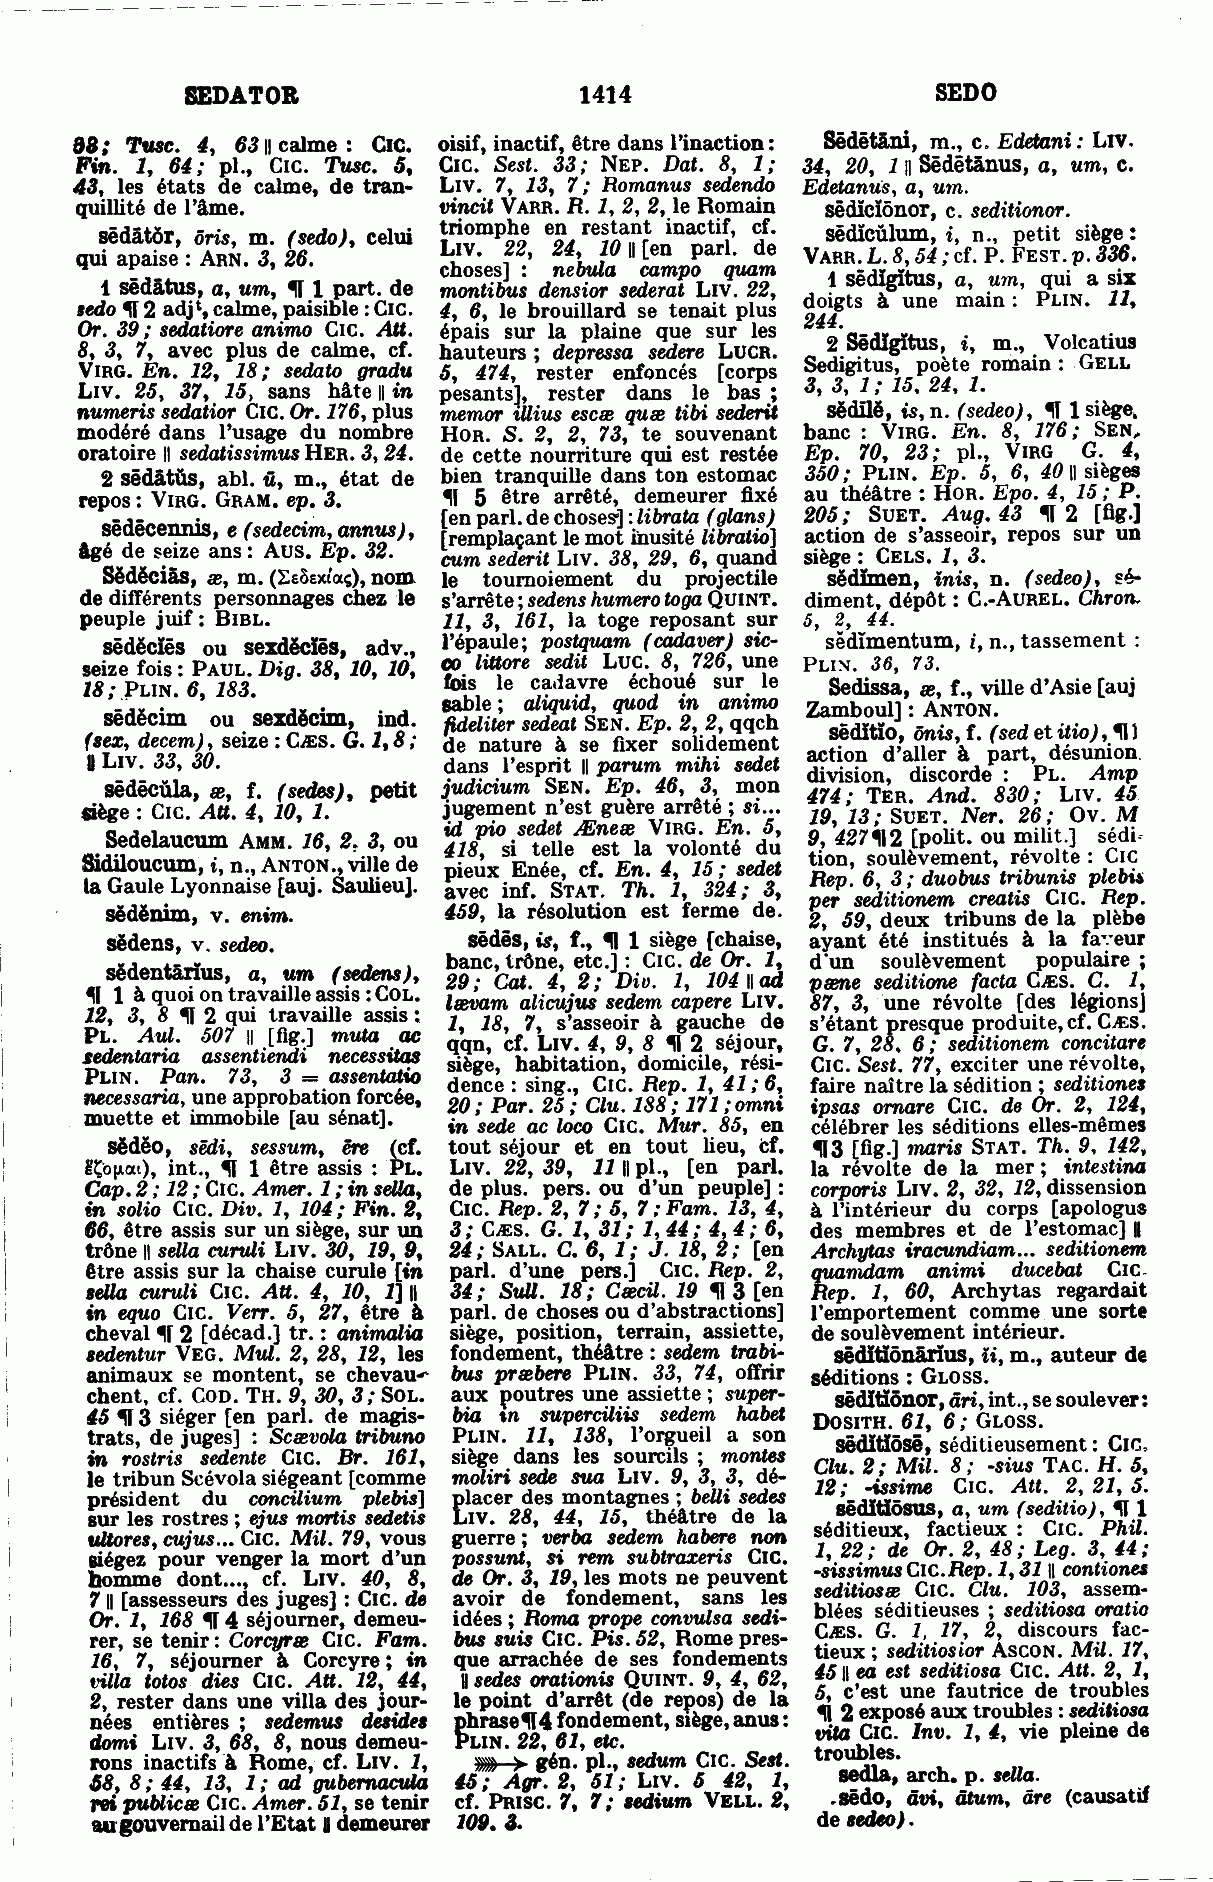 SEDATOR 1414 SEDO
98; Tusc. 4, 63 || calme : CIC.
Fin. 1, 64; pl., CIC. Tusc. 5,
43, les états de calme, de tran-
quillité de l'âme.
sēdātŏr, ōris, m. (sedo), celui
qui apaise : ARN. 3, 26.
1 sēdātus, a, um, ¶ 1 part. de
sedo ¶ 2 adjt, calme, paisible : CIC.
Or. 39; sedatiore animo CIC. Att.
8, 3, 7, avec plus de calme, cf.
VIRG. En. 12, 18; sedato gradu
LIV. 25, 37, 15, sans hâte || in
numeris sedatior CIC. Or. 176, plus
modéré dans l'usage du nombre
oratoire || sedatissimus HER. 3, 24.
2 sēdātŭs, abl. ū, m., état de
repos : VIRG. GRAM. ep. 3.
sēdēcennis, e (sedecim, annus),
âgé de seize ans : AUS. Ep. 32.
Sĕdĕciās, æ, m. (Σεδεκίας), nom
de différents personnages chez le
peuple juif : BIBL.
sēdĕcĭēs ou sexdĕcĭēs, adv.,
seize fois : PAUL. Dig. 38, 10, 10,
18; PLIN. 6, 183.
sēdĕcim ou sexdĕcim, ind.
(sex, decem), seize : CÆS. G. 1, 8;
|| LIV. 33, 30.
sēdēcŭla, æ, f. (sedes), petit
siège : CIC. Att. 4, 10, 1.
Sedelaucum AMM. 16, 2, 3, ou
Sidiloucum, i, n., ANTON., ville de
la Gaule Lyonnaise [auj. Saulieu].
sĕdĕnim, v. enim.
sĕdens, v. sedeo.
sĕdentārĭus, a, um (sedens),
¶ 1 à quoi on travaille assis : COL.
12, 3, 8 ¶ 2 qui travaille assis :
PL. Aul. 507 || [fig.] muta ac
sedentaria assentiendi necessitas
PLIN. Pan. 73, 3 = assentatio
necessaria, une approbation forcée,
muette et immobile [au sénat].
sĕdĕo, sēdi, sessum, ēre (cf.
ἕζομαι), int., ¶ 1 être assis : PL.
Cap. 2; 12; CIC. Amer. 1; in sella,
in solio CIC. Div. 1, 104; Fin. 2,
66, être assis sur un siège, sur un
trône || sella curuli LIV. 30, 19, 9,
être assis sur la chaise curule [in
sella curuli CIC. Att. 4, 10, 1] ||
in equo CIC. Verr. 5, 27, être à
cheval ¶ 2 [décad.] tr. : animalia
sedentur VEG. Mul. 2, 28, 12, les
animaux se montent, se chevau-
chent, cf. COD. TH. 9, 30, 3; SOL.
45 ¶ 3 siéger [en parl. de magis-
trats, de juges] : Scævola tribuno
in rostris sedente CIC. Br. 161,
le tribun Scévola siégeant [comme
président du concilium plebis]
sur les rostres; ejus mortis sedetis
ultores, cujus... CIC. Mil. 79, vous
siégez pour venger la mort d'un
homme dont..., cf. LIV. 40, 8,
7 || [assesseurs des juges] : CIC. de
Or. 1, 168 ¶ 4 séjourner, demeu-
rer, se tenir : Corcyræ CIC. Fam.
16, 7, séjourner à Corcyre; in
villa totos dies CIC. Att. 12, 44,
2, rester dans une villa des jour-
nées entières; sedemus desides
domi LIV. 3, 68, 8, nous demeu-
rons inactifs à Rome, cf. LIV. 1,
58, 8; 44, 13, 1; ad gubernacula
rei publicæ CIC. Amer. 51, se tenir
au gouvernail de l'Etat || demeurer
oisif, inactif, être dans l'inaction :
CIC. Sest. 33; NEP. Dat. 8, 1;
LIV. 7, 13, 7; Romanus sedendo
vincit VARR. R. 1, 2, 2, le Romain
triomphe en restant inactif, cf.
LIV. 22, 24, 10 || [en parl. de
choses] : nebula campo quam
montibus densior sederat LIV. 22,
4, 6, le brouillard se tenait plus
épais sur la plaine que sur les
hauteurs; depressa sedere LUCR.
5, 474, rester enfoncés [corps
pesants], rester dans le bas;
memor illius escæ quæ tibi sederit
HOR. S. 2, 2, 73, te souvenant
de cette nourriture qui est restée
bien tranquille dans ton estomac
¶ 5 être arrêté, demeurer fixé
[en parl. de choses] : librata (glans)
[remplaçant le mot inusité libratio]
cum sederit LIV. 38, 29, 6, quand
le tournoiement du projectile
s'arrête; sedens humero toga QUINT.
11, 3, 161, la toge reposant sur
l'épaule; postquam (cadaver) sic-
co littore sedit LUC. 8, 726, une
fois le cadavre échoué sur le
sable; aliquid, quod in animo
fideliter sedeat SEN. Ep. 2, 2, qqch
de nature à se fixer solidement
dans l'esprit || parum mihi sedet
judicium SEN. Ep. 46, 3, mon
jugement n'est guère arrêté; si...
id pio sedet Æneæ VIRG. En. 5,
418, si telle est la volonté du
pieux Enée, cf. En. 4, 15; sedet
avec inf. STAT. Th. 1, 324; 3,
459, la résolution est ferme de.
sēdēs, is, f., ¶ 1 siège [chaise,
banc, trône, etc.] : CIC. de Or. 1,
29; Cat. 4, 2; Div. 1, 104 || ad
lævam alicujus sedem capere LIV.
1, 18, 7, s'asseoir à gauche de
qqn, cf. LIV. 4, 9, 8 ¶ 2 séjour,
siège, habitation, domicile, rési-
dence : sing., CIC. Rep. 1, 41; 6,
20; Par. 25; Clu. 188; 171; omni
in sede ac loco CIC. Mur. 85, en
tout séjour et en tout lieu, cf.
LIV. 22, 39, 11 || pl., [en parl.
de plus. pers. ou d'un peuple] :
CIC. Rep. 2, 7; 5, 7; Fam. 13, 4,
3; CÆS. G. 1, 31; 1, 44; 4, 4; 6,
24; SALL. C. 6, 1; J. 18, 2; [en
parl. d'une pers.] CIC. Rep. 2,
34; Sull. 18; Cæcil. 19 ¶ 3 [en
parl. de choses ou d'abstractions]
siège, position, terrain, assiette,
fondement, théâtre : sedem trabi-
bus præbere PLIN. 33, 74, offrir
aux poutres une assiette; super-
bia in superciliis sedem habet
PLIN. 11, 138, l'orgueil a son
siège dans les sourcils; montes
moliri sede sua LIV. 9, 3, 3, dé-
placer des montagnes; belli sedes
LIV. 28, 44, 15, théâtre de la
guerre; verba sedem habere non
possunt, si rem subtraxeris CIC.
de Or. 3, 19, les mots ne peuvent
avoir de fondement, sans les
idées; Roma prope convulsa sedi-
bus suis CIC. Pis. 52, Rome pres-
que arrachée de ses fondements
|| sedes orationis QUINT. 9, 4, 62,
le point d'arrêt (de repos) de la
phrase ¶ 4 fondement, siège, anus :
PLIN. 22, 61, etc.
➳ gén. pl., sedum CIC. Sest.
45; Agr. 2, 51; LIV. 5 42, 1,
cf. PRISC. 7, 7; sedium VELL. 2,
109, 3.
Sēdētāni, m., c. Edetani : LIV.
34, 20, 1 || Sēdētānus, a, um, c.
Edetanus, a, um.
sēdĭcĭōnor, c. seditionor.
sēdĭcŭlum, i, n., petit siège :
VARR. L. 8, 54; cf. P. FEST. p. 336.
1 sēdĭgĭtus, a, um, qui a six
doigts à une main : PLIN. 11,
244.
2 Sēdĭgĭtus, i, m., Volcatius
Sedigitus, poète romain : GELL
3, 3, 1; 15, 24, 1.
sĕdīlĕ, is, n. (sedeo), ¶ 1 siège,
banc : VIRG. En. 8, 176; SEN.
Ep. 70, 23; pl., VIRG G. 4,
350; PLIN. Ep. 5, 6, 40 || sièges
au théâtre : HOR. Epo. 4, 15; P.
205; SUET. Aug. 43 ¶ 2 [fig.]
action de s'asseoir, repos sur un
siège : CELS. 1, 3.
sĕdīmen, inis, n. (sedeo), sé-
diment, dépôt : C.-AUREL. Chron.
5, 2, 44.
sĕdīmentum, i, n., tassement :
PLIN. 36, 73.
Sedissa, æ, f., ville d'Asie [auj
Zamboul] : ANTON.
sēdĭtĭo, ōnis, f. (sed et itio), ¶ 1
action d'aller à part, désunion
division, discorde : PL. Amp
474; TER. And. 830; LIV. 45
19, 13; SUET. Ner. 26; OV. M
9, 427 ¶ 2 [polit. ou milit.] sédi-
tion, soulèvement, révolte : CIC
Rep. 6, 3; duobus tribunis plebis
per seditionem creatis CIC. Rep.
2, 59, deux tribuns de la plèbe
ayant été institués à la faveur
d'un soulèvement populaire;
pæne seditione facta CÆS. C. 1,
87, 3, une révolte [des légions]
s'étant presque produite, cf. CÆS.
G. 7, 28, 6; seditionem concitare
CIC. Sest. 77, exciter une révolte,
faire naître la sédition; seditiones
ipsas ornare CIC. de Or. 2, 124,
célébrer les séditions elles-mêmes
¶ 3 [fig.] maris STAT. Th. 9, 142,
la révolte de la mer; intestina
corporis LIV. 2, 32, 12, dissension
à l'intérieur du corps [apologus
des membres et de l'estomac] ||
Archytas iracundiam... seditionem
quamdam animi ducebat CIC.
Rep. 1, 60, Archytas regardait
l'emportement comme une sorte
de soulèvement intérieur.
sēdĭtĭōnārĭus, ĭi, m., auteur de
séditions : GLOSS.
sēdĭtĭōnor, āri, int., se soulever :
DOSITH. 61, 6; GLOSS.
sēdĭtĭōsē, séditieusement : CIC.
Clu. 2; Mil. 8; -sius TAC. H. 5,
12; -issime CIC. Att. 2, 21, 5.
sēdĭtĭōsus, a, um (seditio), ¶ 1
séditieux, factieux : CIC. Phil.
1, 22; de Or. 2, 48; Leg. 3, 44;
-sissimus CIC. Rep. 1, 31 || contiones
seditiosæ CIC. Clu. 103, assem-
blées séditieuses; seditiosa oratio
CÆS. G. 1, 17, 2, discours fac-
tieux; seditiosior ASCON. Mil. 17,
45 || ea est seditiosa CIC. Att. 2, 1,
5, c'est une fautrice de troubles
¶ 2 exposé aux troubles : seditiosa
vita CIC. Inv. 1, 4, vie pleine de
troubles.
sedla, arch. p. sella.
sēdo, āvi, ātum, āre (causatif
de sedeo).